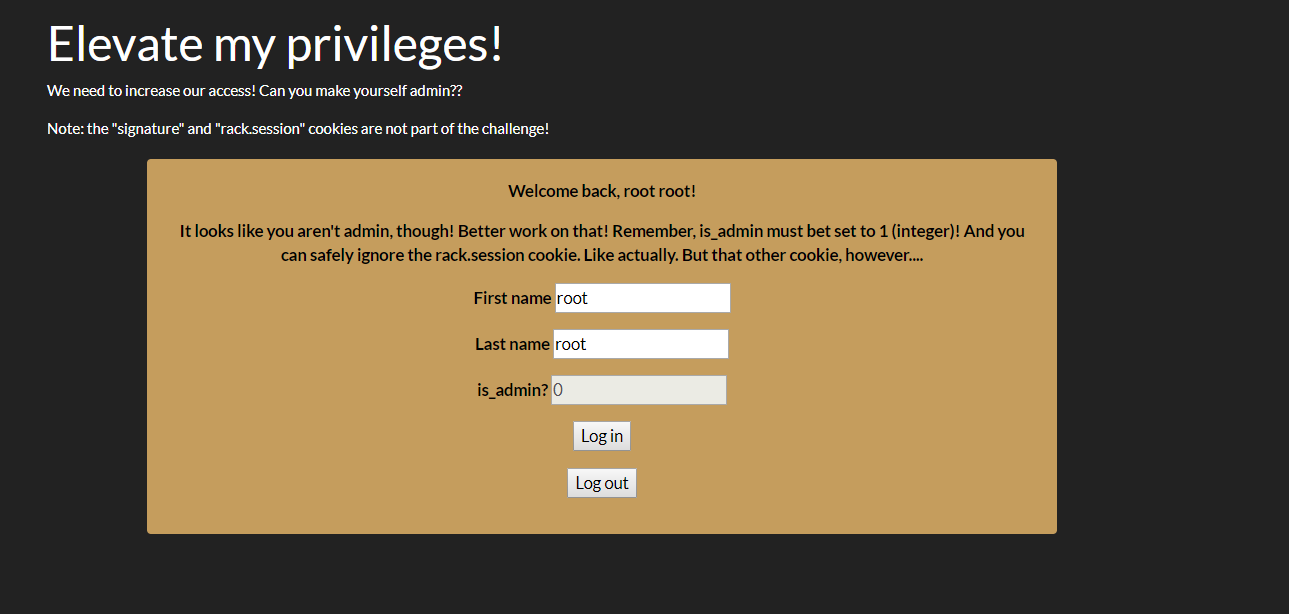 Elevate my privileges!
We need to increase our access! Can you make yourself admin??
Note: the "signature" and "rack.session" cookies are not part of the challenge!
Welcome back, root root!
It looks like you aren't admin, though! Better work on that! Remember, is_admin must bet set to 1 (integer)! And you
can safely ignore the rack.session cookie. Like actually. But that other cookie, however....
First name root
Last name root
is_admin? 0
Log in
Log out